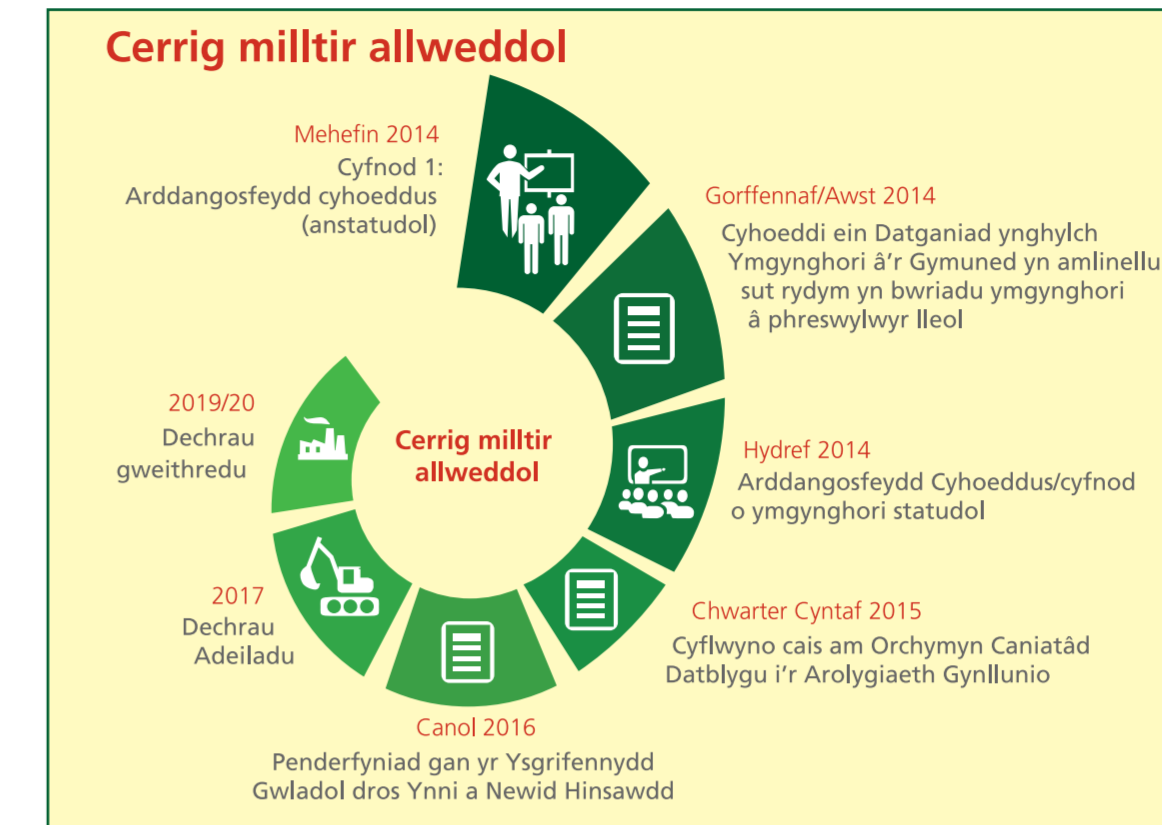 Cerrig milltir allweddol
Mehefin 2014
Cyfnod 1:
Arddangosfeydd cyhoeddus
(anstatudol)
Gorffennaf/Awst 2014
Cyhoeddi ein Datganiad ynghylch
Ymgynghori â'r Gymuned yn amlinellu
sut rydym yn bwriadu ymgynghori
â phreswylwyr lleol
Hydref 2014
Arddangosfeydd Cyhoeddus/cyfnod
o ymgynghori statudol
Chwarter Cyntaf 2015
Cyflwyno cais am Orchymyn Caniatâd
Datblygu i'r Arolygiaeth Gynllunio
Canol 2016
Penderfyniad gan yr Ysgrifennydd
Gwladol dros Ynni a Newid Hinsawdd
2017
Dechrau
Adeiladu
2019/20
Dechrau
gweithredu
Cerrig milltir
allweddol